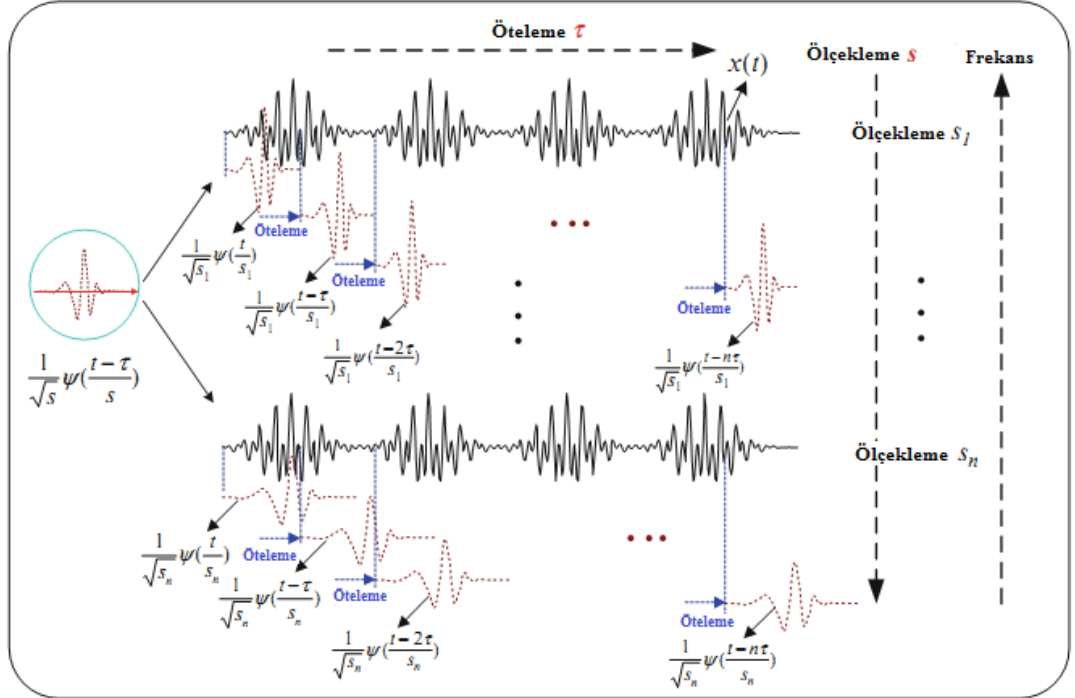 Öteleme τ
Ölçekleme s
Frekans
x(t)
Ölçekleme s₁
Öteleme
1/√s₁ ψ(t/s₁)
Öteleme
1/√s₁ ψ((t−τ)/s₁)
1/√s₁ ψ((t−2τ)/s₁)
Öteleme
1/√s₁ ψ((t−nτ)/s₁)
1/√s ψ((t−τ)/s)
Ölçekleme sₙ
1/√sₙ ψ(t/sₙ)
Öteleme
1/√sₙ ψ((t−τ)/sₙ)
Öteleme
1/√sₙ ψ((t−2τ)/sₙ)
Öteleme
1/√sₙ ψ((t−nτ)/sₙ)